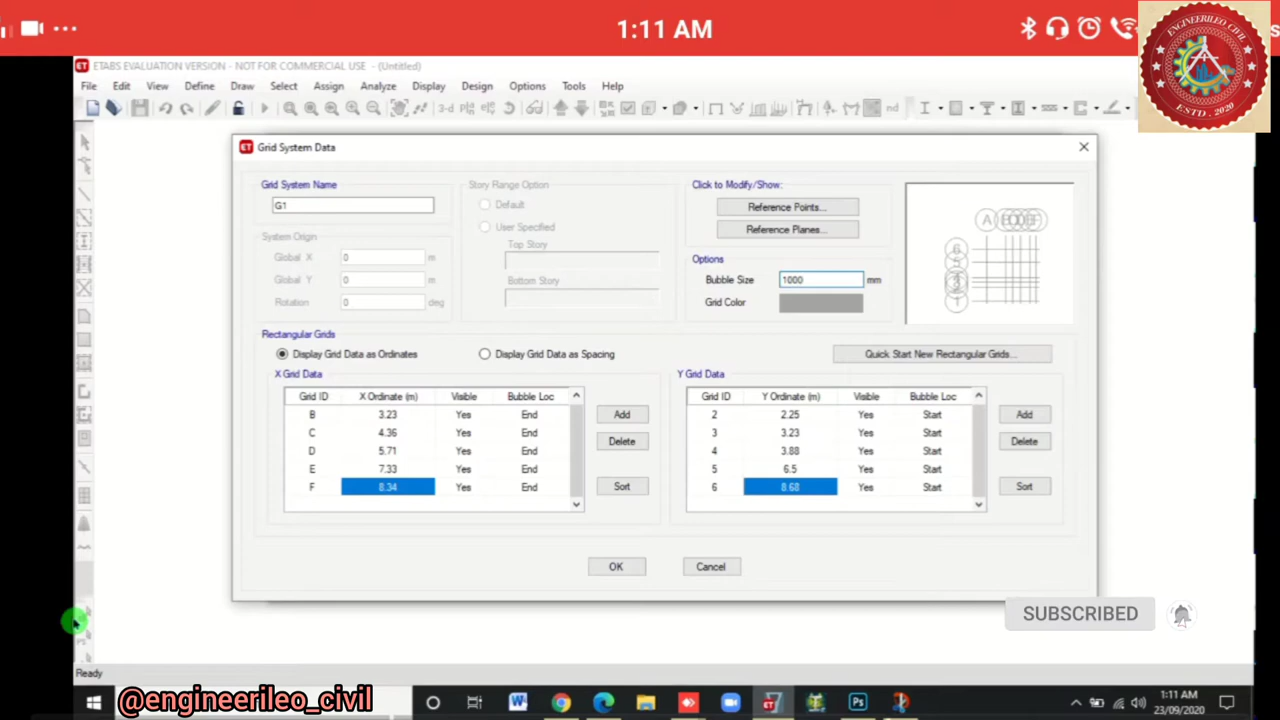 1:11 AM
ENGINEERILEO CIVIL
ESTD . 2020
ET ETABS EVALUATION VERSION - NOT FOR COMMERCIAL USE - (Untitled)
File Edit View Define Draw Select Assign Analyze Display Design Options Tools Help
3-d nd
ET Grid System Data
Grid System Name
G1
System Origin
Global X 0 m
Global Y 0 m
Rotation 0 deg
Story Range Option
Default
User Specified
Top Story
Bottom Story
Click to Modify/Show:
Reference Points...
Reference Planes...
Options
Bubble Size 1000 mm
Grid Color
A B C D E F
6
5
3
1
Rectangular Grids
Display Grid Data as Ordinates Display Grid Data as Spacing Quick Start New Rectangular Grids...
X Grid Data
Grid ID X Ordinate (m) Visible Bubble Loc
B 3.23 Yes End
C 4.36 Yes End
D 5.71 Yes End
E 7.33 Yes End
F 8.34 Yes End
Add
Delete
Sort
Y Grid Data
Grid ID Y Ordinate (m) Visible Bubble Loc
2 2.25 Yes Start
3 3.23 Yes Start
4 3.88 Yes Start
5 6.5 Yes Start
6 8.68 Yes Start
Add
Delete
Sort
OK Cancel
SUBSCRIBED
Ready
@engineerileo_civil
1:11 AM
23/09/2020